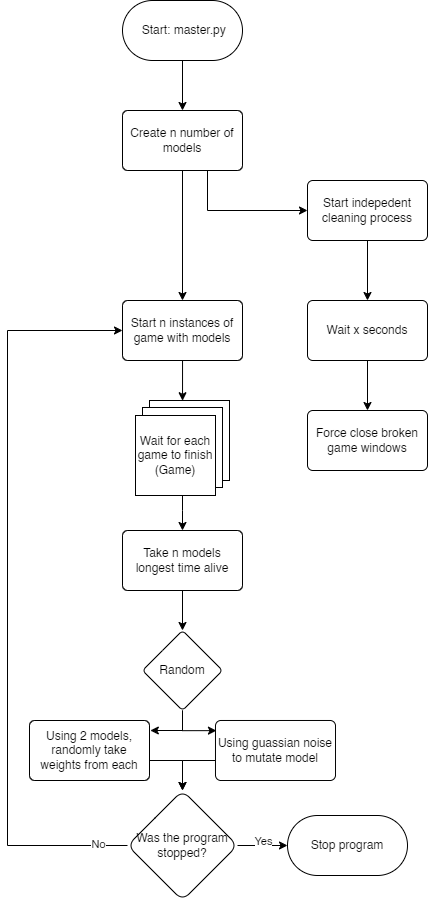 Start: master.py
Create n number of
models
Start indepedent
cleaning process
Start n instances of
game with models
Wait x seconds
Wait for each
game to finish
(Game)
Force close broken
game windows
Take n models
longest time alive
Random
Using 2 models,
randomly take
weights from each
Using guassian noise
to mutate model
Was the program
stopped?
No
Yes
Stop program